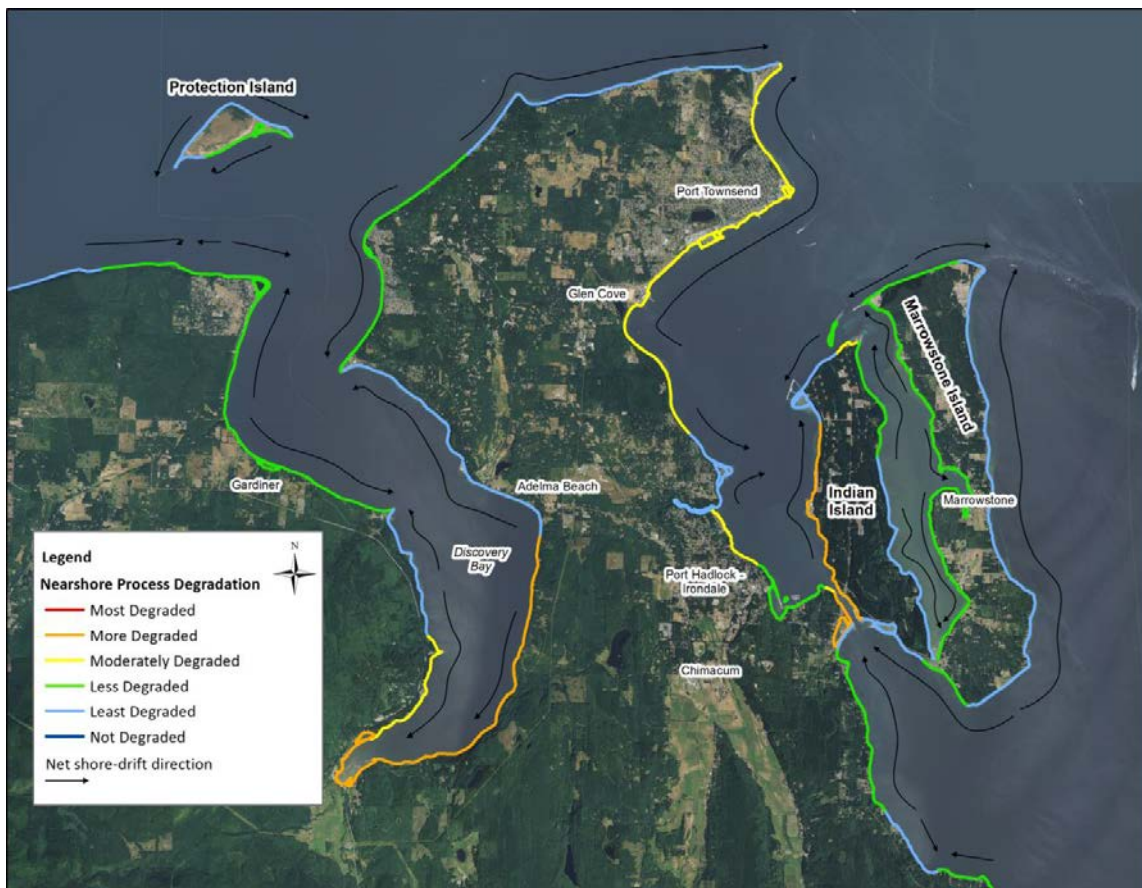 Protection Island
Port Townsend
Glen Cove
Marrowstone Island
Gardiner
Adelma Beach
Indian
Island
Marrowstone
Discovery
Bay
Port Hadlock -
Irondale
Chimacum
Legend
N
Nearshore Process Degradation
Most Degraded
More Degraded
Moderately Degraded
Less Degraded
Least Degraded
Not Degraded
Net shore-drift direction